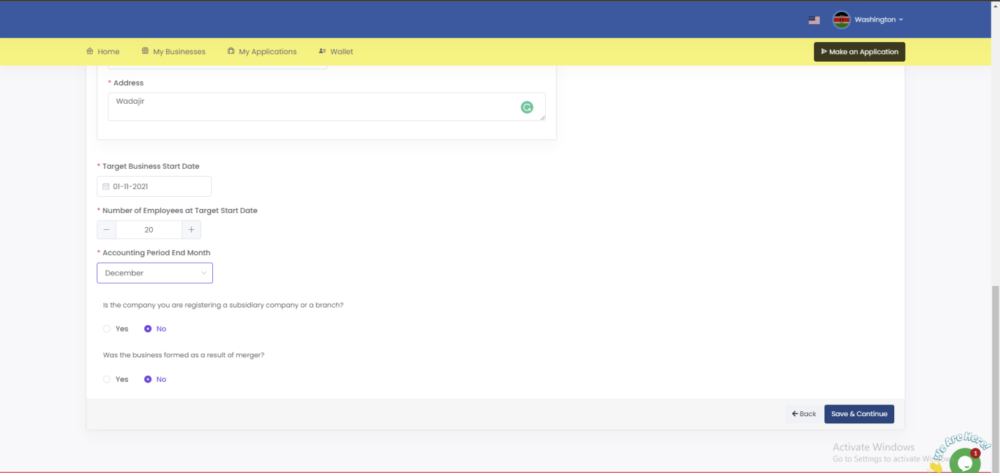 Washington
Home My Businesses My Applications Wallet Make an Application
* Address
Wadajir
* Target Business Start Date
01-11-2021
* Number of Employees at Target Start Date
− 20 +
* Accounting Period End Month
December
Is the company you are registering a subsidiary company or a branch?
Yes No
Was the business formed as a result of merger?
Yes No
Back Save & Continue
We Are Here!
Activate Windows
Go to Settings to activate Windows.
1